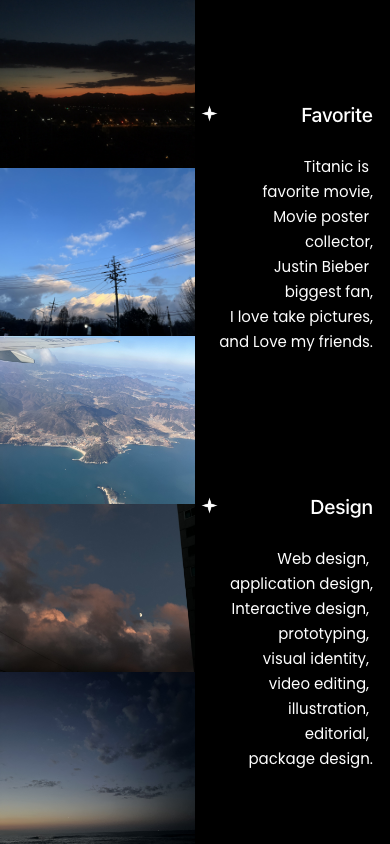 Favorite
Titanic is
favorite movie,
Movie poster
collector,
Justin Bieber
biggest fan,
I love take pictures,
and Love my friends.
Design
Web design,
application design,
Interactive design,
prototyping,
visual identity,
video editing,
illustration,
editorial,
package design.